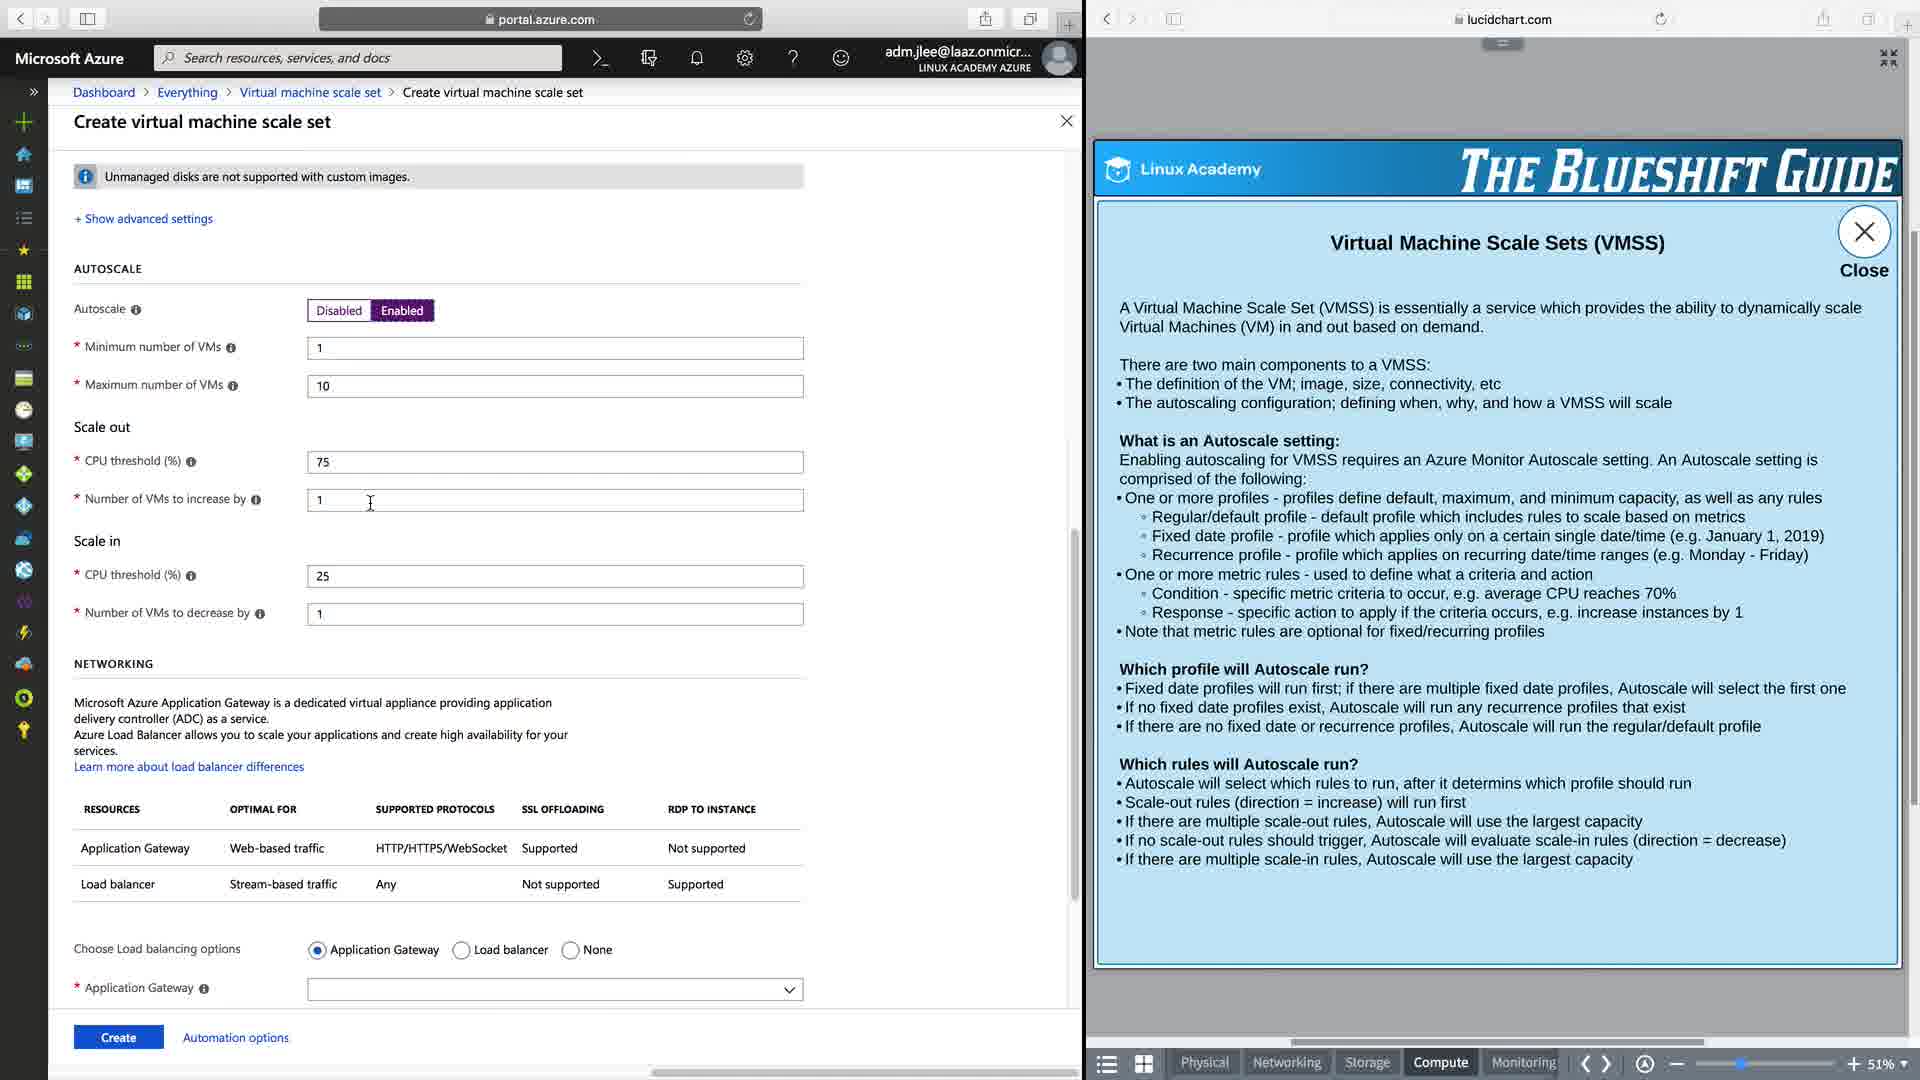 portal.azure.com
Microsoft Azure
Search resources, services, and docs
adm.jlee@laaz.onmicr...
LINUX ACADEMY AZURE
Dashboard > Everything > Virtual machine scale set > Create virtual machine scale set
Create virtual machine scale set
Unmanaged disks are not supported with custom images.
+ Show advanced settings
AUTOSCALE
Autoscale Disabled Enabled
* Minimum number of VMs 1
* Maximum number of VMs 10
Scale out
* CPU threshold (%) 75
* Number of VMs to increase by 1
Scale in
* CPU threshold (%) 25
* Number of VMs to decrease by 1
NETWORKING
Microsoft Azure Application Gateway is a dedicated virtual appliance providing application
delivery controller (ADC) as a service.
Azure Load Balancer allows you to scale your applications and create high availability for your
services.
Learn more about load balancer differences
RESOURCES OPTIMAL FOR SUPPORTED PROTOCOLS SSL OFFLOADING RDP TO INSTANCE
Application Gateway Web-based traffic HTTP/HTTPS/WebSocket Supported Not supported
Load balancer Stream-based traffic Any Not supported Supported
Choose Load balancing options Application Gateway Load balancer None
* Application Gateway
Create Automation options
lucidchart.com
Linux Academy
THE BLUESHIFT GUIDE
Virtual Machine Scale Sets (VMSS)
Close
A Virtual Machine Scale Set (VMSS) is essentially a service which provides the ability to dynamically scale
Virtual Machines (VM) in and out based on demand.
There are two main components to a VMSS:
• The definition of the VM; image, size, connectivity, etc
• The autoscaling configuration; defining when, why, and how a VMSS will scale
What is an Autoscale setting:
Enabling autoscaling for VMSS requires an Azure Monitor Autoscale setting. An Autoscale setting is
comprised of the following:
• One or more profiles - profiles define default, maximum, and minimum capacity, as well as any rules
◦ Regular/default profile - default profile which includes rules to scale based on metrics
◦ Fixed date profile - profile which applies only on a certain single date/time (e.g. January 1, 2019)
◦ Recurrence profile - profile which applies on recurring date/time ranges (e.g. Monday - Friday)
• One or more metric rules - used to define what a criteria and action
◦ Condition - specific metric criteria to occur, e.g. average CPU reaches 70%
◦ Response - specific action to apply if the criteria occurs, e.g. increase instances by 1
• Note that metric rules are optional for fixed/recurring profiles
Which profile will Autoscale run?
• Fixed date profiles will run first; if there are multiple fixed date profiles, Autoscale will select the first one
• If no fixed date profiles exist, Autoscale will run any recurrence profiles that exist
• If there are no fixed date or recurrence profiles, Autoscale will run the regular/default profile
Which rules will Autoscale run?
• Autoscale will select which rules to run, after it determins which profile should run
• Scale-out rules (direction = increase) will run first
• If there are multiple scale-out rules, Autoscale will use the largest capacity
• If no scale-out rules should trigger, Autoscale will evaluate scale-in rules (direction = decrease)
• If there are multiple scale-in rules, Autoscale will use the largest capacity
Physical Networking Storage Compute Monitoring 51%